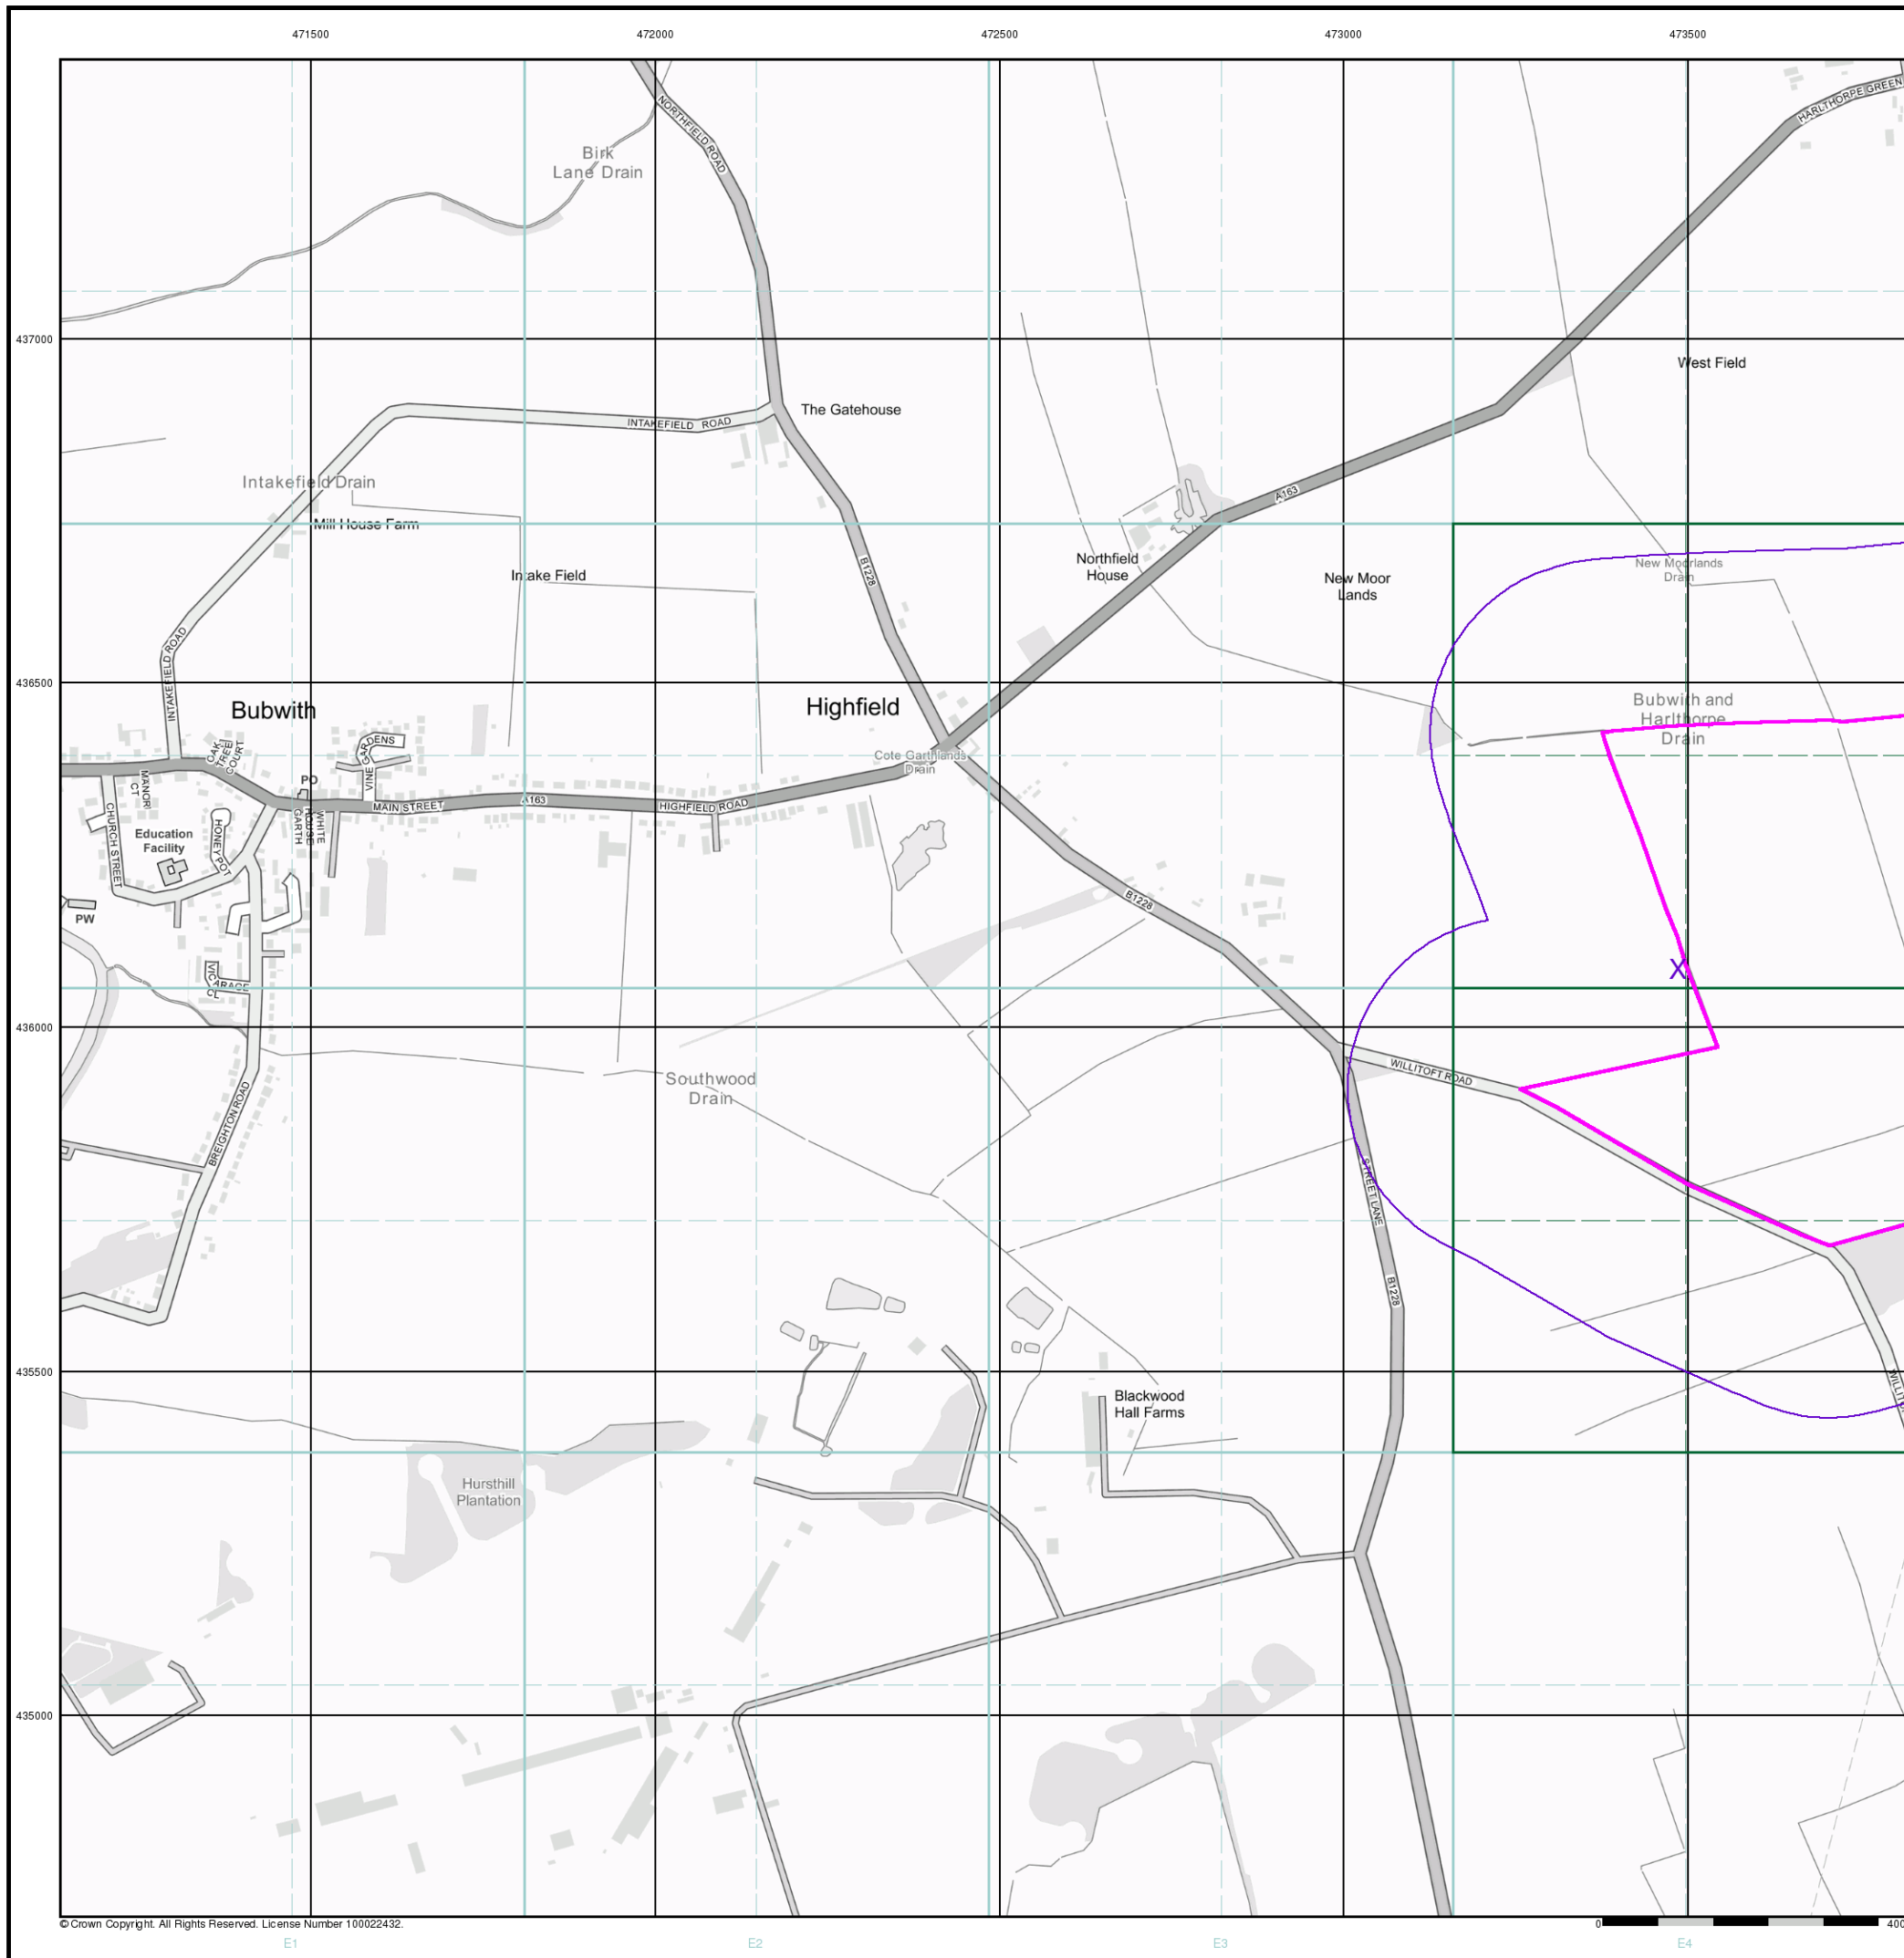 471500
472000
472500
473000
473500
HARLTHORPE GREEN
NORTHFIELD ROAD
Birk
Lane Drain
437000
West Field
The Gatehouse
INTAKEFIELD ROAD
Intakefield Drain
A163
Mill House Farm
Northfield
House
B1228
Intake Field
New Moor
Lands
New Moorlands
Drain
INTAKEFIELD ROAD
436500
Bubwith
Highfield
Bubwith and
Harlthorpe
Drain
OAK
TREE
COURT
VINE GARDENS
Cote Garthlands
Drain
MANOR
CT
PO
MAIN STREET
A163
HIGHFIELD ROAD
CHURCH STREET
Education
Facility
HONEY POT
WHITE
HOUSE
GARTH
PW
B1228
X
VICARAGE
CL
436000
WILLITOFT ROAD
Southwood
Drain
BREIGHTON ROAD
STREET LANE
B1228
435500
Blackwood
Hall Farms
Hursthill
Plantation
435000
© Crown Copyright. All Rights Reserved. License Number 100022432.
0
400
E1
E2
E3
E4